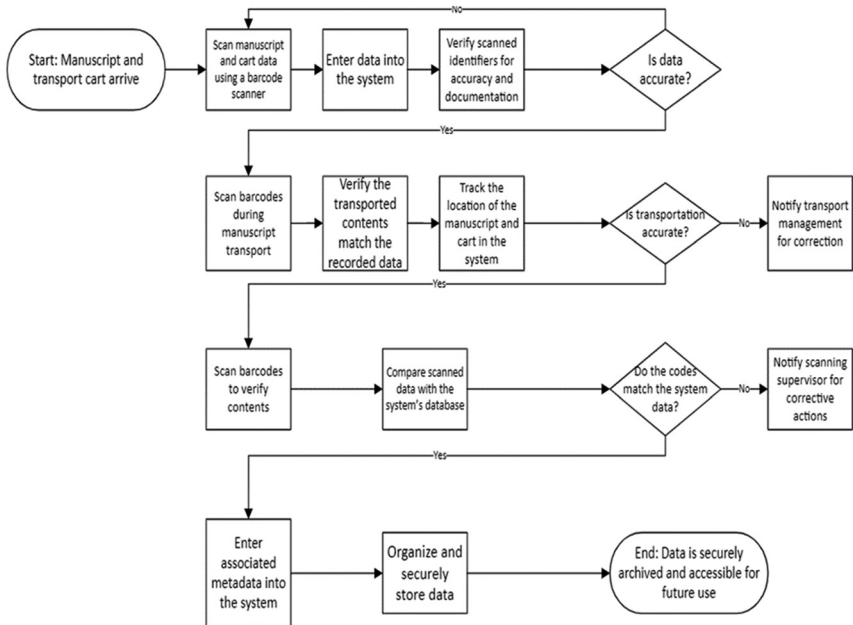 No
Start: Manuscript and
transport cart arrive
Scan manuscript
and cart data
using a barcode
scanner
Enter data into
the system
Verify scanned
identifiers for
accuracy and
documentation
Is data
accurate?
Yes
Scan barcodes
during
manuscript
transport
Verify the
transported
contents
match the
recorded data
Track the
location of the
manuscript and
cart in the
system
Is transportation
accurate?
No
Notify transport
management
for correction
Yes
Scan barcodes
to verify
contents
Compare scanned
data with the
system's database
Do the codes
match the system
data?
No
Notify scanning
supervisor for
corrective
actions
Yes
Enter
associated
metadata into
the system
Organize and
securely
store data
End: Data is securely
archived and accessible for
future use